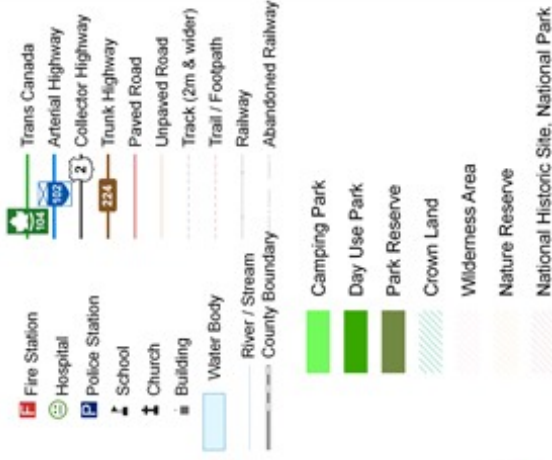 F Fire Station
Hospital
P Police Station
School
Church
Building
Water Body
River / Stream
County Boundary
104 Trans Canada
102 Arterial Highway
2 Collector Highway
224 Trunk Highway
Paved Road
Unpaved Road
Track (2m & wider)
Trail / Footpath
Railway
Abandoned Railway
Camping Park
Day Use Park
Park Reserve
Crown Land
Wilderness Area
Nature Reserve
National Historic Site, National Park